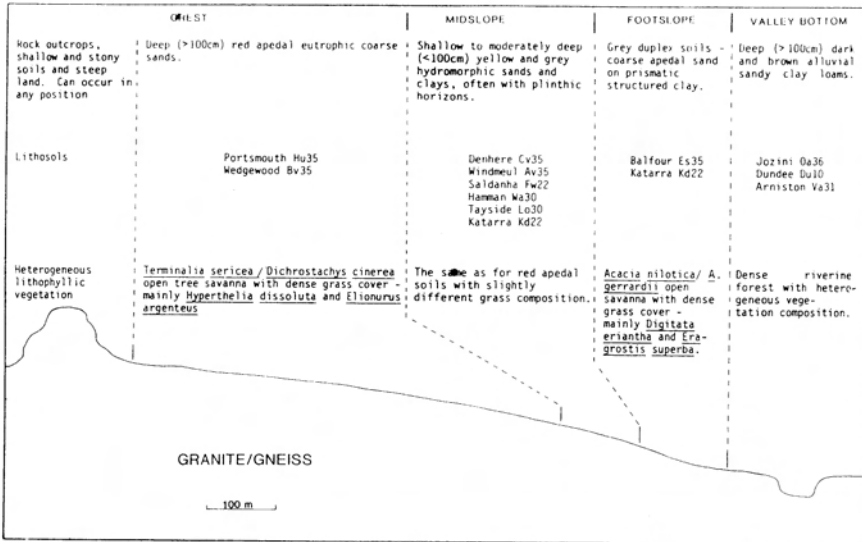 CREST
MIDSLOPE
FOOTSLOPE
VALLEY BOTTOM
Rock outcrops,
shallow and stony
soils and steep
land. Can occur in
any position
Deep (>100cm) red apedal eutrophic coarse
sands.
Shallow to moderately deep
(<100cm) yellow and grey
hydromorphic sands and
clays, often with plinthic
horizons.
Grey duplex soils -
coarse apedal sand
on prismatic
structured clay.
Deep (>100cm) dark
and brown alluvial
sandy clay loams.
Lithosols
Portsmouth Hu35
Wedgewood Bv35
Denhere Cv35
Windmeul Av35
Saldanha Fw22
Hamman Wa30
Tayside Lo30
Katarra Kd22
Balfour Es35
Katarra Kd22
Jozini Oa36
Dundee Du10
Arniston Va31
Heterogeneous
lithophyllic
vegetation
Terminalia sericea/Dichrostachys cinerea
open tree savanna with dense grass cover -
mainly Hyperthelia dissoluta and Elionurus
argenteus
The same as for red apedal
soils with slightly
different grass composition.
Acacia nilotica/ A.
gerrardii open
savanna with dense
grass cover -
mainly Digitata
eriantha and Era-
grostis superba.
Dense riverine
forest with hetero-
geneous vege-
tation composition.
GRANITE/GNEISS
100 m